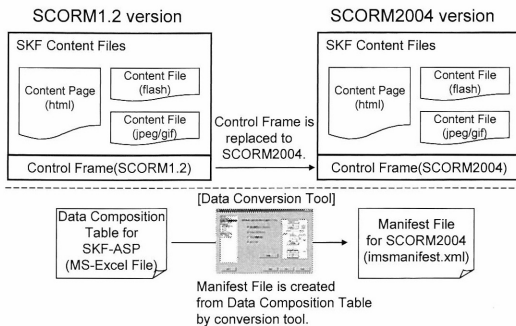 SCORM1.2 version
SKF Content Files
Content Page
(html)
Content File
(flash)
Content File
(jpeg/gif)
Control Frame(SCORM1.2)
Control Frame is
replaced to
SCORM2004.
SCORM2004 version
SKF Content Files
Content Page
(html)
Content File
(flash)
Content File
(jpeg/gif)
Control Frame(SCORM2004)
[Data Conversion Tool]
Data Composition
Table for
SKF-ASP
(MS-Excel File)
Manifest File is created
from Data Composition Table
by conversion tool.
Manifest File
for SCORM2004
(imsmanifest.xml)